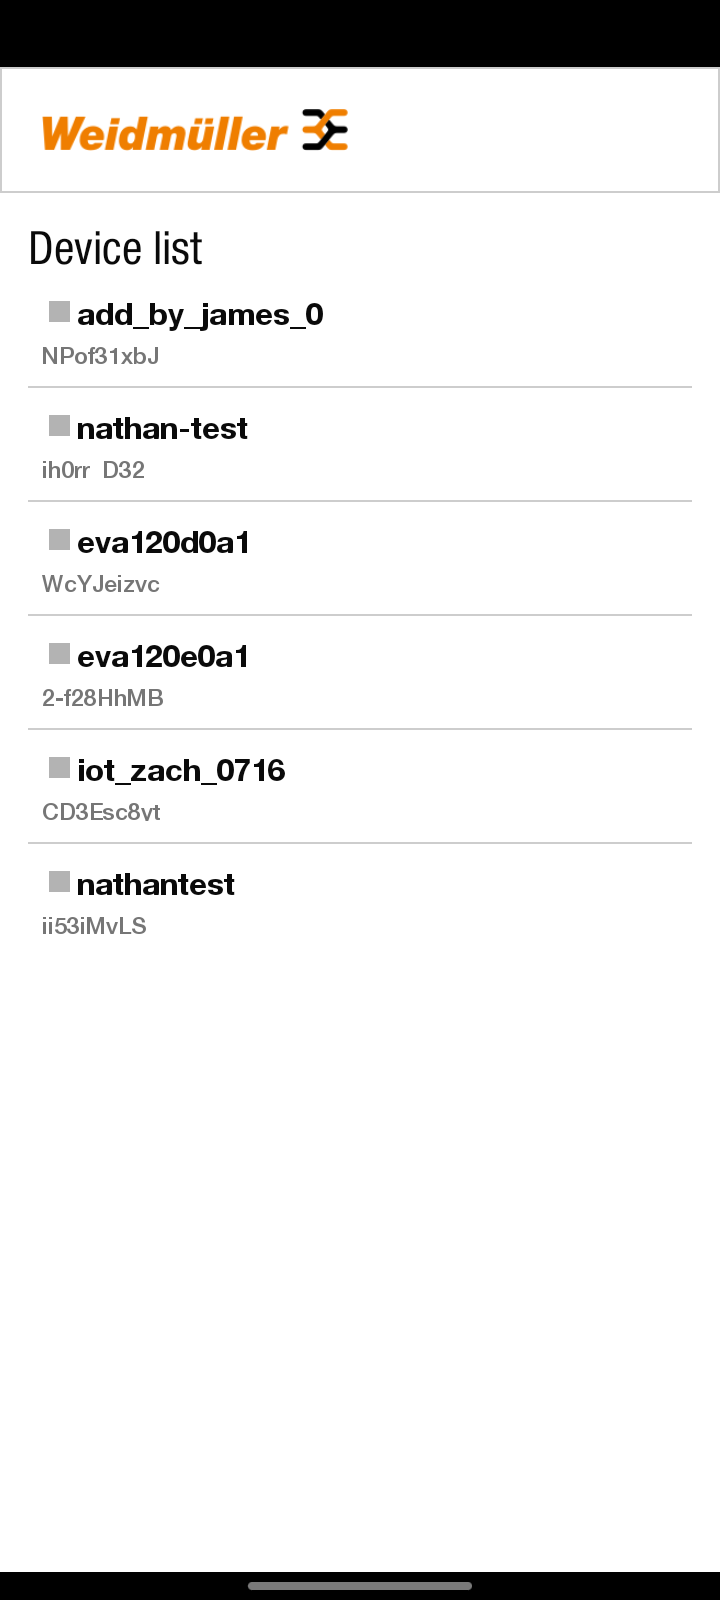 Weidmüller
Device list
add_by_james_0
NPof31xbJ
nathan-test
ih0rr  D32
eva120d0a1
WcYJeizvc
eva120e0a1
2-f28HhMB
iot_zach_0716
CD3Esc8vt
nathantest
ii53iMvLS